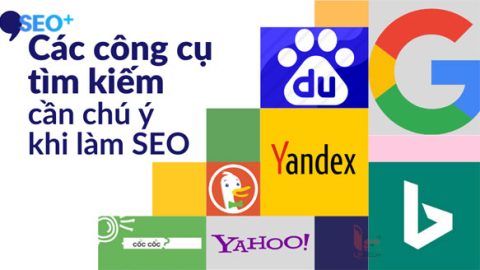 SEO+
Các công cụ
tìm kiếm
cần chú ý
khi làm SEO
du
G
Yandex
b
CỐC CỐC
YAHOO!